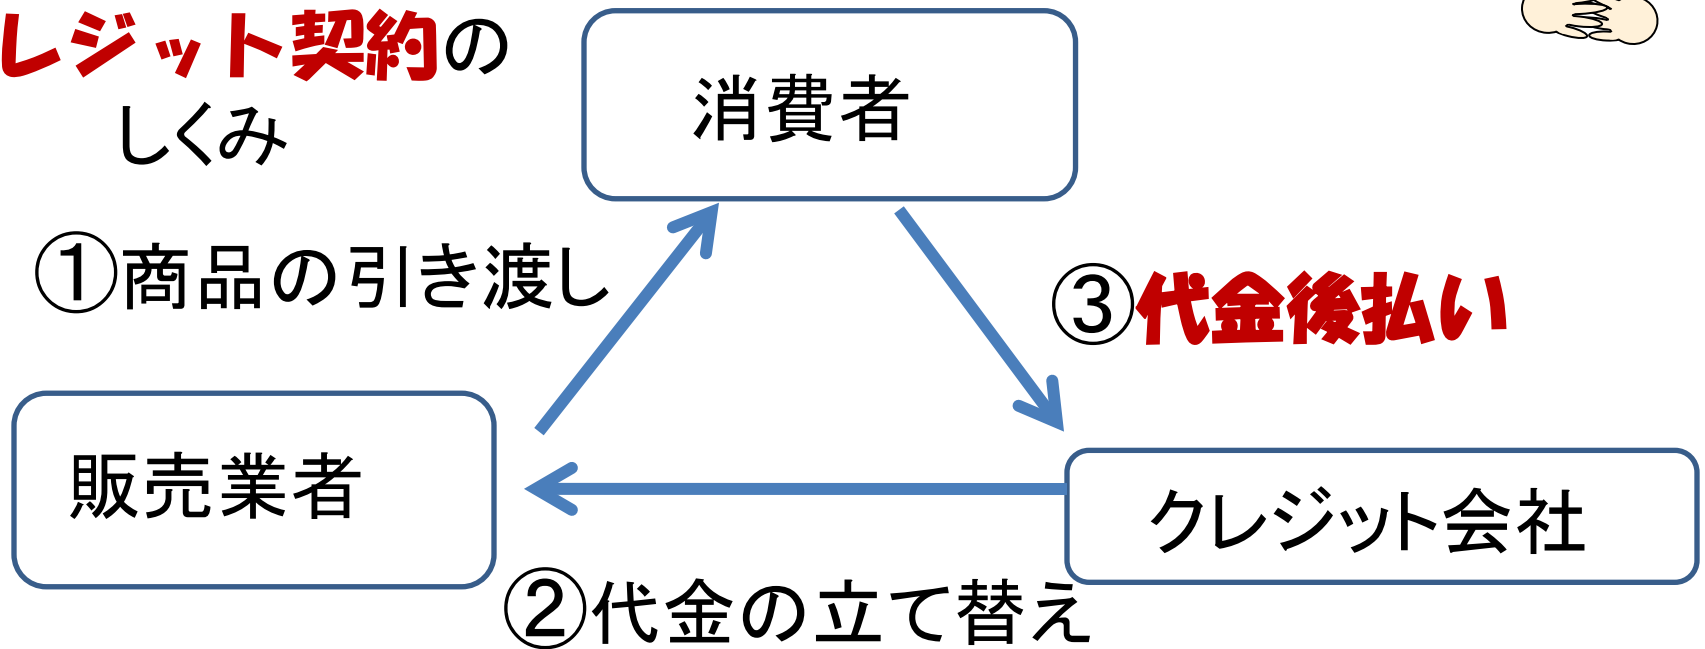 レジット契約の
しくみ
消費者
①商品の引き渡し
③代金後払い
販売業者
クレジット会社
②代金の立て替え